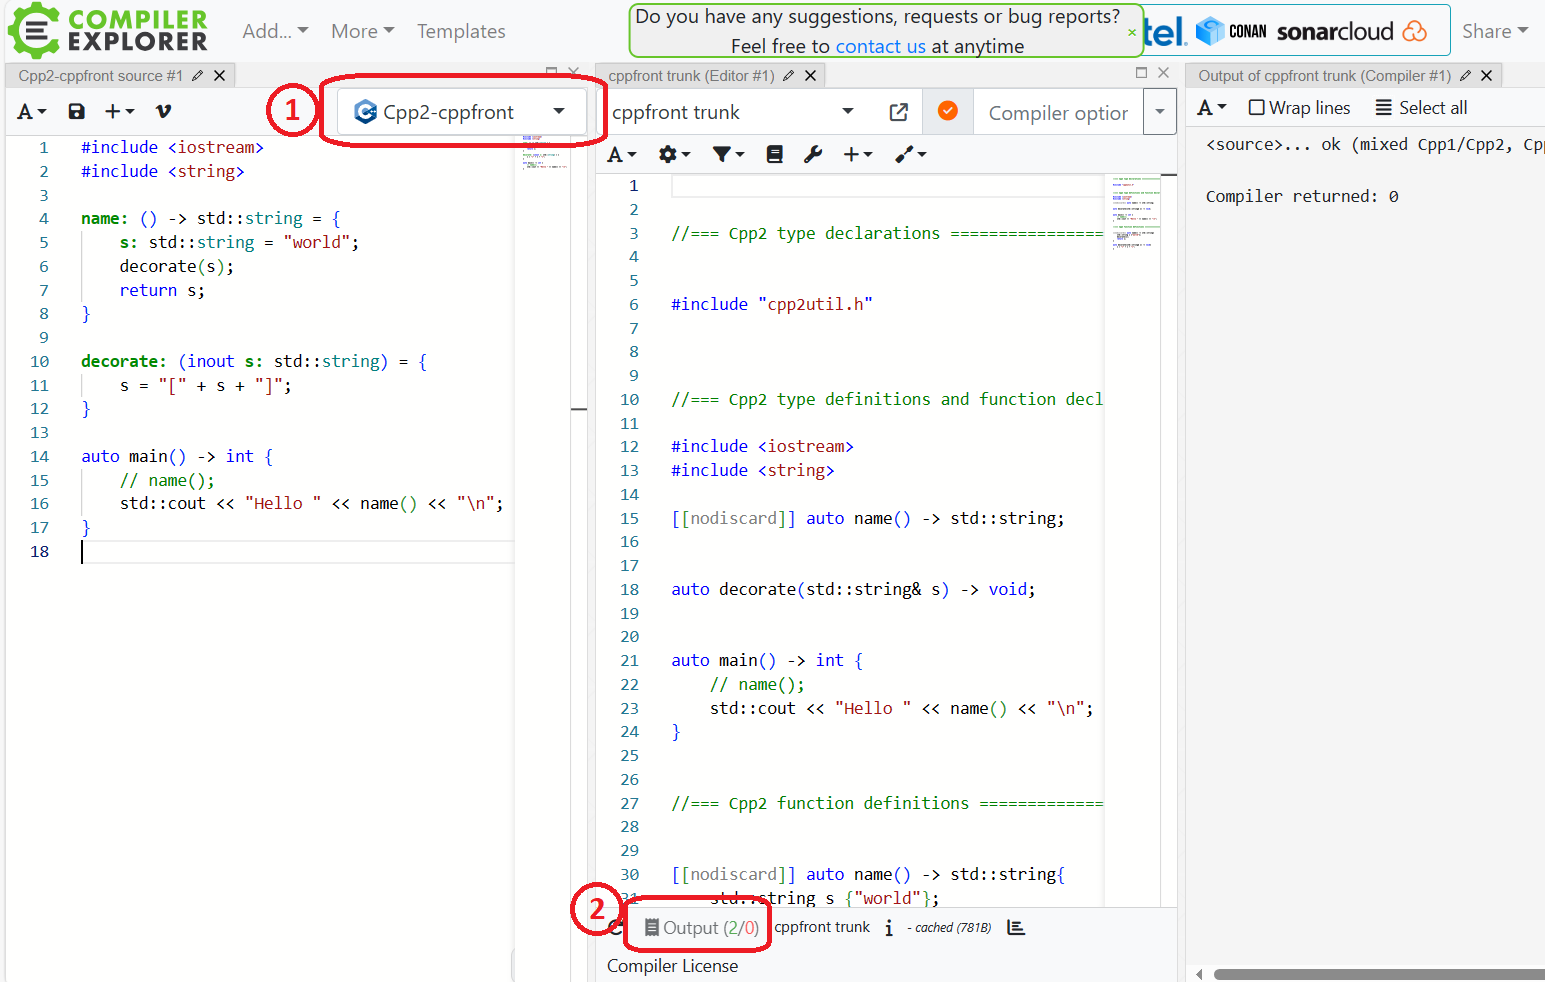 COMPILER
EXPLORER
Add...
More
Templates
Do you have any suggestions, requests or bug reports?
Feel free to contact us at anytime
×
tel.
CONAN
sonarcloud
Share
Cpp2-cppfront source #1
A
1
Cpp2-cppfront
1 #include <iostream>
2 #include <string>
3
4 name: () -> std::string = {
5     s: std::string = "world";
6     decorate(s);
7     return s;
8 }
9
10 decorate: (inout s: std::string) = {
11     s = "[" + s + "]";
12 }
13
14 auto main() -> int {
15     // name();
16     std::cout << "Hello " << name() << "\n";
17 }
18
cppfront trunk (Editor #1)
cppfront trunk
Compiler option
A
1
2
3 //=== Cpp2 type declarations ================
4
5
6 #include "cpp2util.h"
7
8
9
10 //=== Cpp2 type definitions and function decl
11
12 #include <iostream>
13 #include <string>
14
15 [[nodiscard]] auto name() -> std::string;
16
17
18 auto decorate(std::string& s) -> void;
19
20
21 auto main() -> int {
22     // name();
23     std::cout << "Hello " << name() << "\n";
24 }
25
26
27 //=== Cpp2 function definitions =============
28
29
30 [[nodiscard]] auto name() -> std::string{
31     std::string s {"world"};
2
Output (2/0)
cppfront trunk
- cached (781B)
Compiler License
Output of cppfront trunk (Compiler #1)
A
Wrap lines
Select all
<source>... ok (mixed Cpp1/Cpp2, Cp
Compiler returned: 0